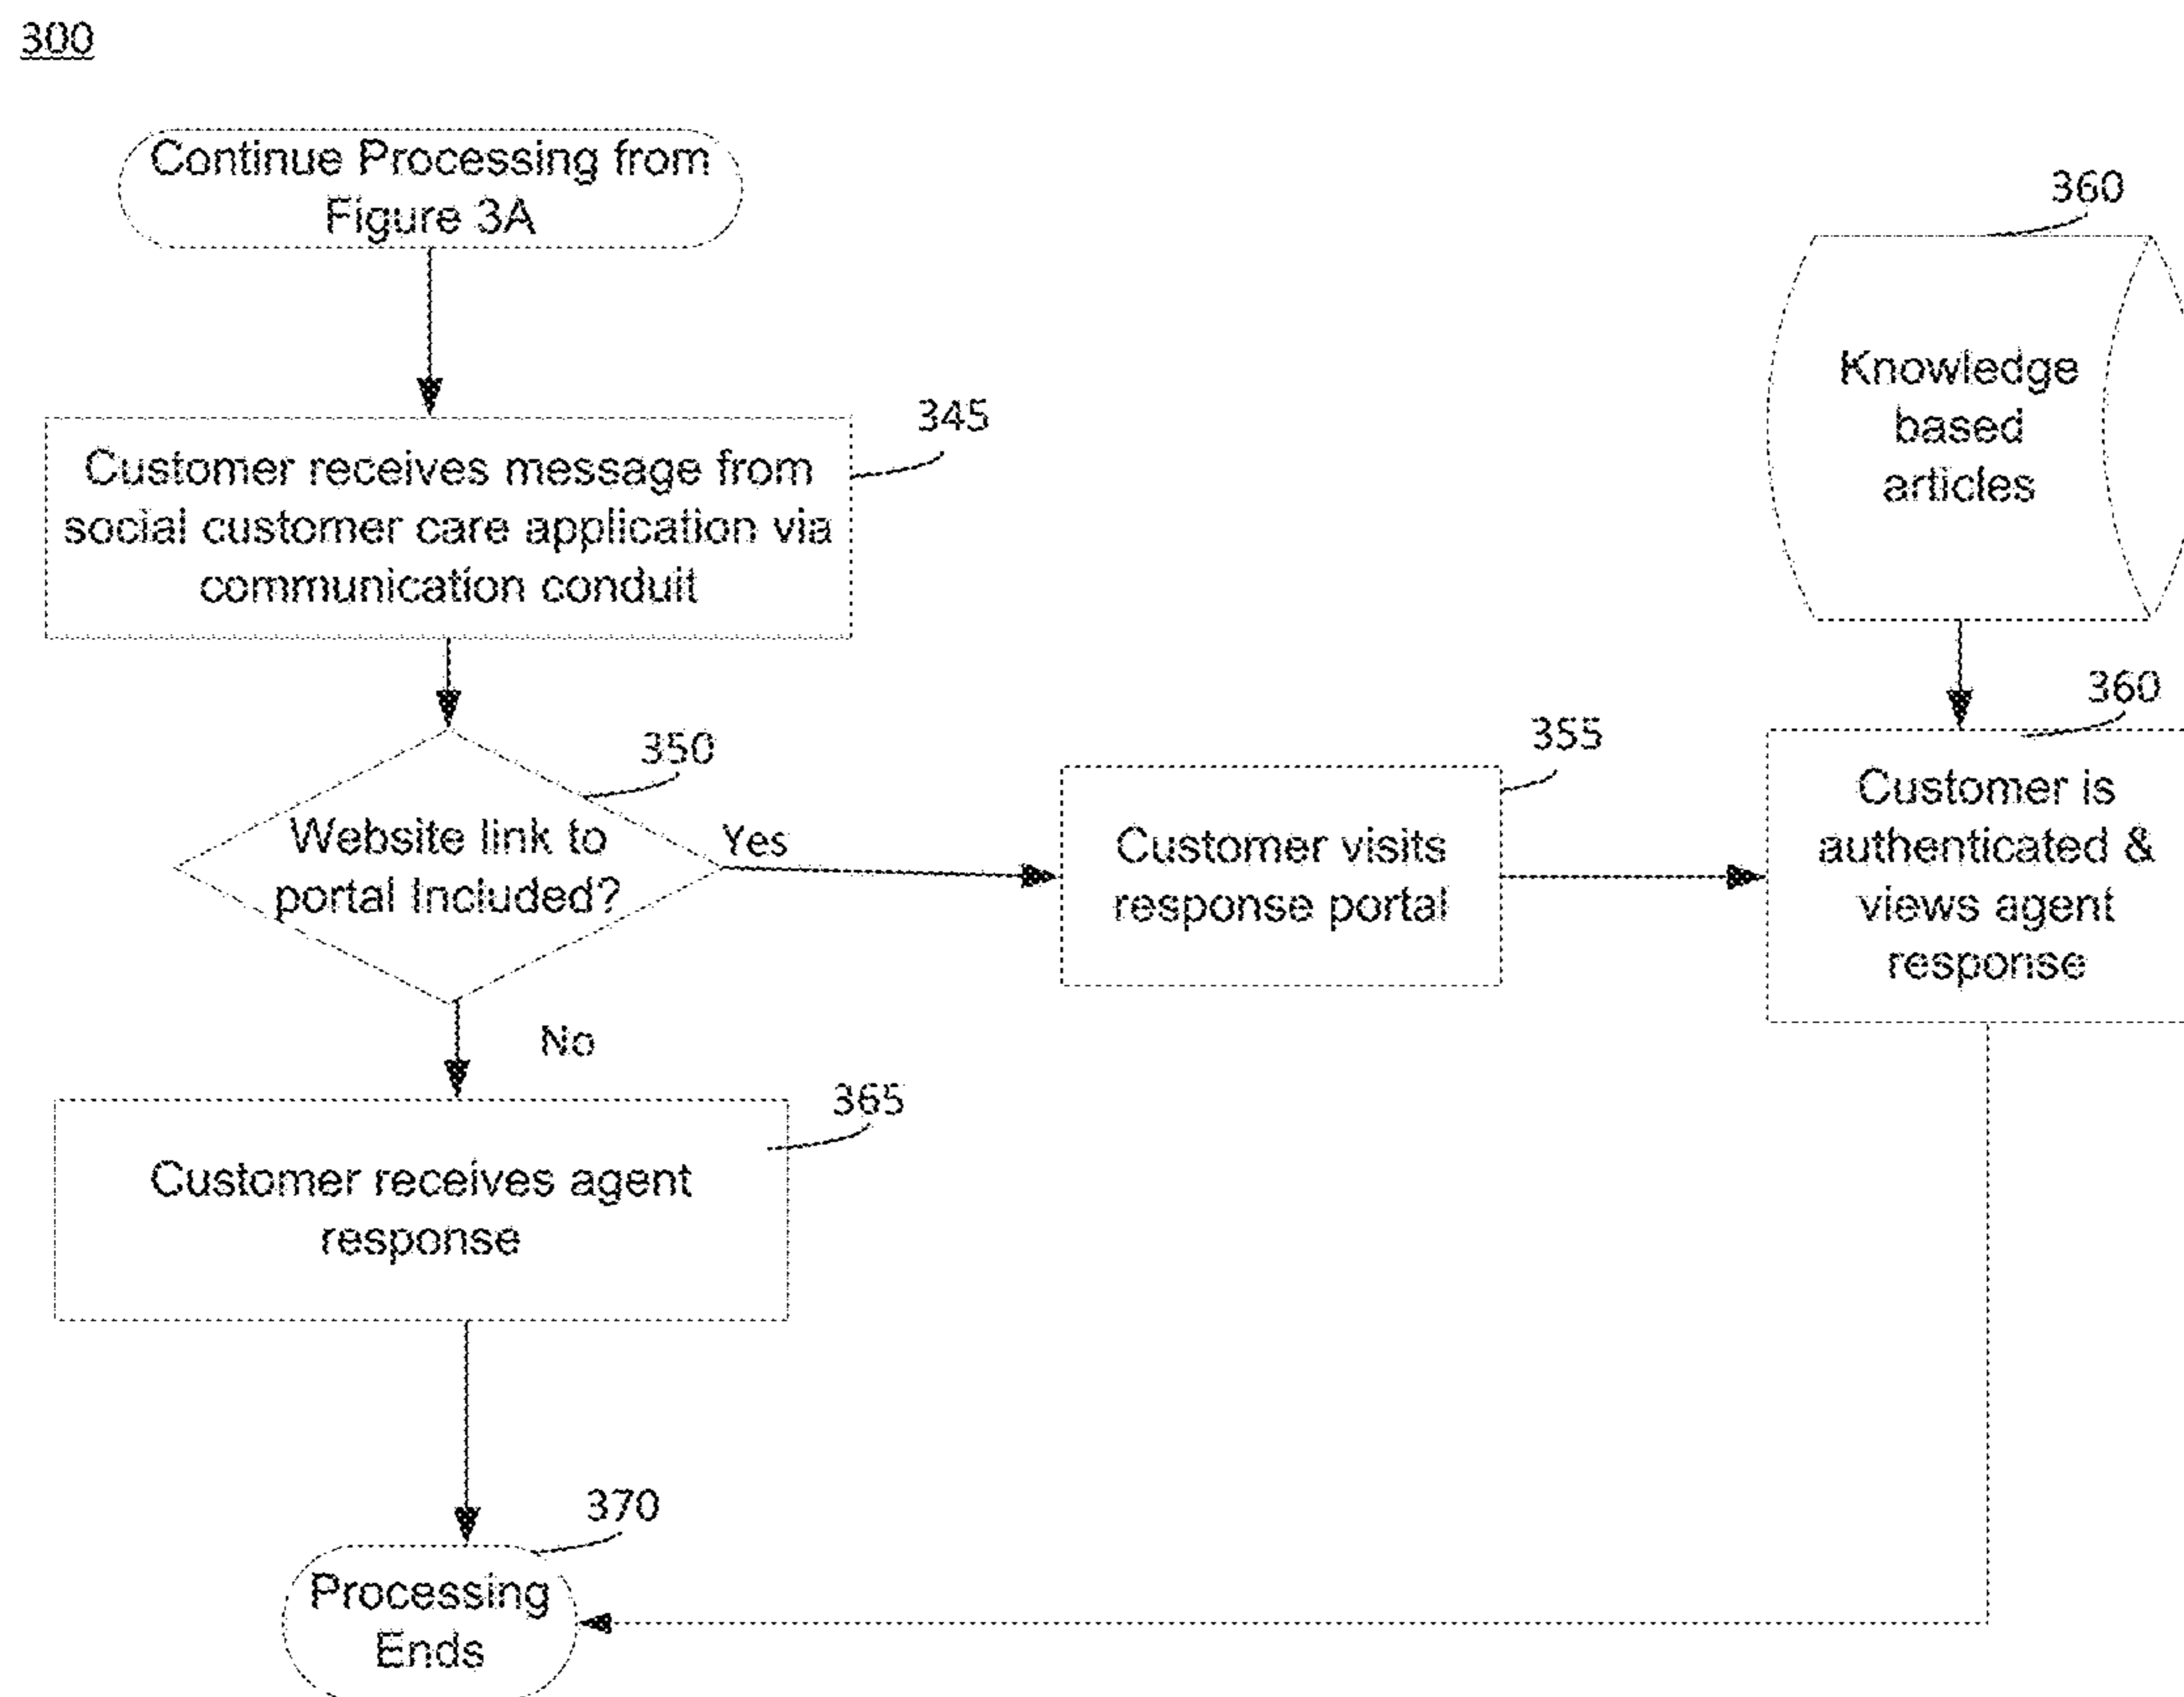 300
Continue Processing from
Figure 3A
360
Knowledge
based
articles
345
Customer receives message from
social customer care application via
communication conduit
350
Website link to
portal Included?
Yes
355
Customer visits
response portal
360
Customer is
authenticated &
views agent
response
No
365
Customer receives agent
response
370
Processing
Ends